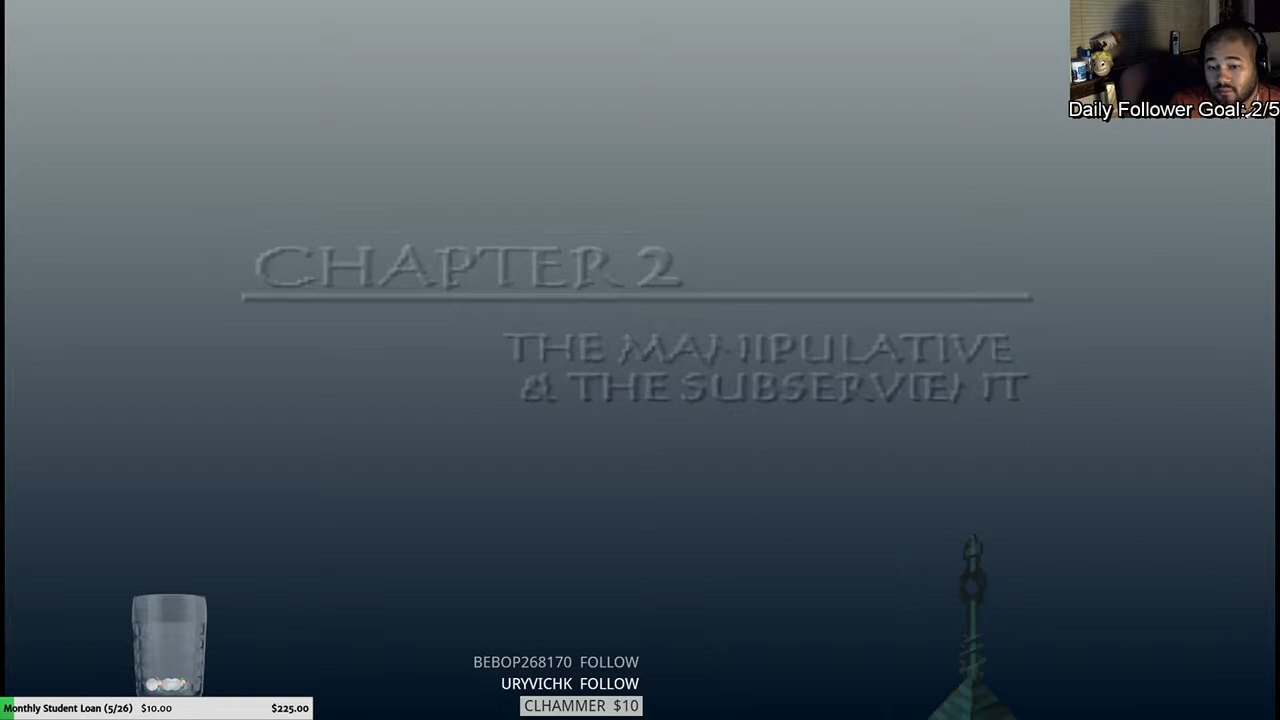 Daily Follower Goal: 2/5
CHAPTER 2
THE MANIPULATIVE
& THE SUBSERVIENT
BEBOP268170 FOLLOW
URYVICHK FOLLOW
CLHAMMER $10
Monthly Student Loan (5/26) $10.00 $225.00